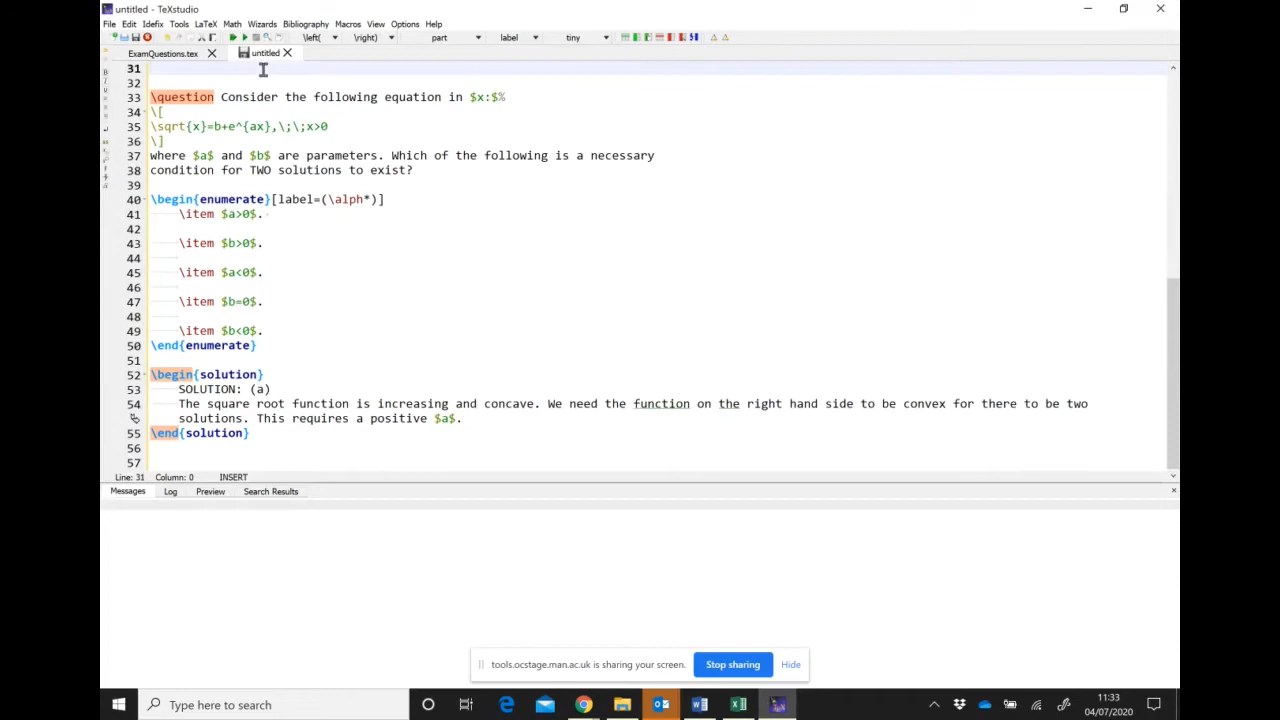 untitled - TeXstudio
File Edit Idefix Tools LaTeX Math Wizards Bibliography Macros View Options Help
\left( \right) part label tiny
ExamQuestions.tex untitled
31
32
33 \question Consider the following equation in $x:$%
34 \[
35 \sqrt{x}=b+e^{ax},\;\;x>0
36 \]
37 where $a$ and $b$ are parameters. Which of the following is a necessary
38 condition for TWO solutions to exist?
39
40 \begin{enumerate}[label=(\alph*)]
41 \item $a>0$.
42
43 \item $b>0$.
44
45 \item $a<0$.
46
47 \item $b=0$.
48
49 \item $b<0$.
50 \end{enumerate}
51
52 \begin{solution}
53 SOLUTION: (a)
54 The square root function is increasing and concave. We need the function on the right hand side to be convex for there to be two
solutions. This requires a positive $a$.
55 \end{solution}
56
57
Line: 31 Column: 0 INSERT
Messages Log Preview Search Results
tools.ocstage.man.ac.uk is sharing your screen. Stop sharing Hide
Type here to search
11:33
04/07/2020